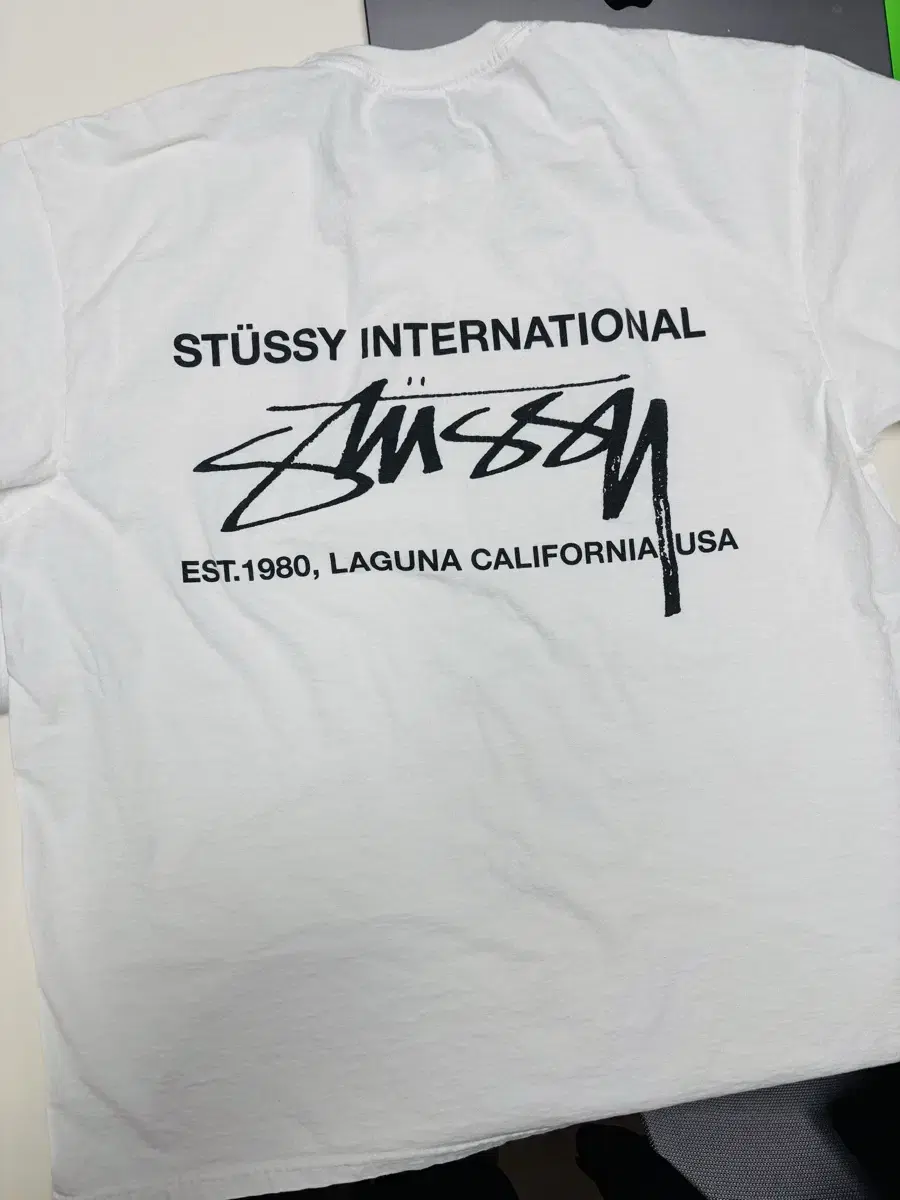 STÜSSY INTERNATIONAL
Stüssy
EST.1980, LAGUNA CALIFORNIA USA